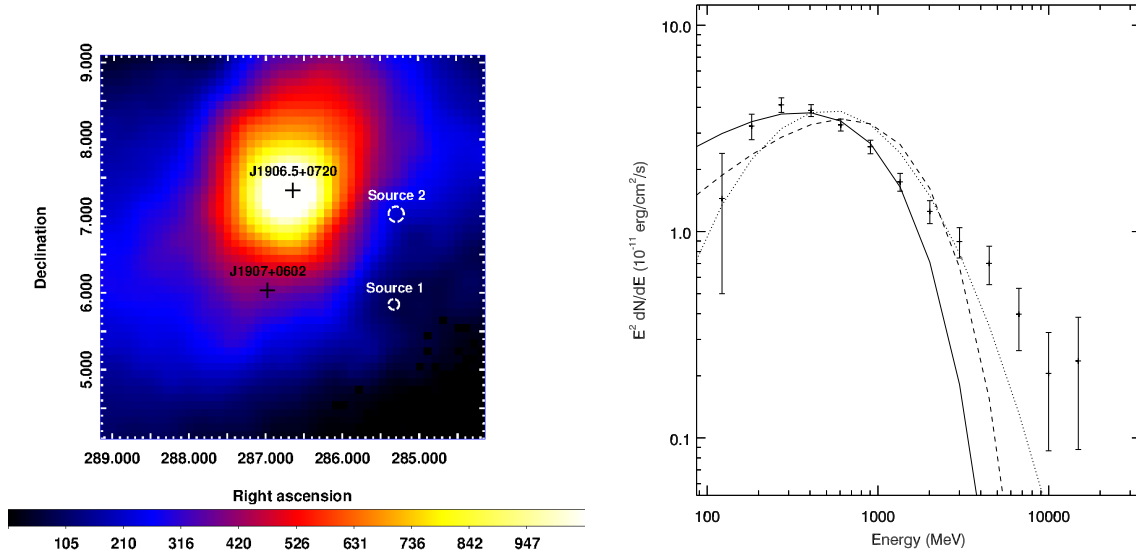 9.000
8.000
7.000
6.000
5.000
Declination
J1906.5+0720
Source 2
J1907+0602
Source 1
289.000 288.000 287.000 286.000 285.000
Right ascension
105 210 316 420 526 631 736 842 947
10.0
1.0
0.1
E² dN/dE (10⁻¹¹ erg/cm²/s)
100 1000 10000
Energy (MeV)